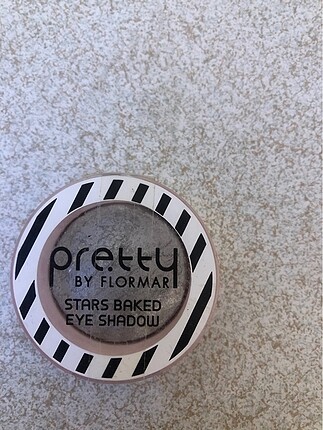 pretty
BY FLORMAR
STARS BAKED
EYE SHADOW